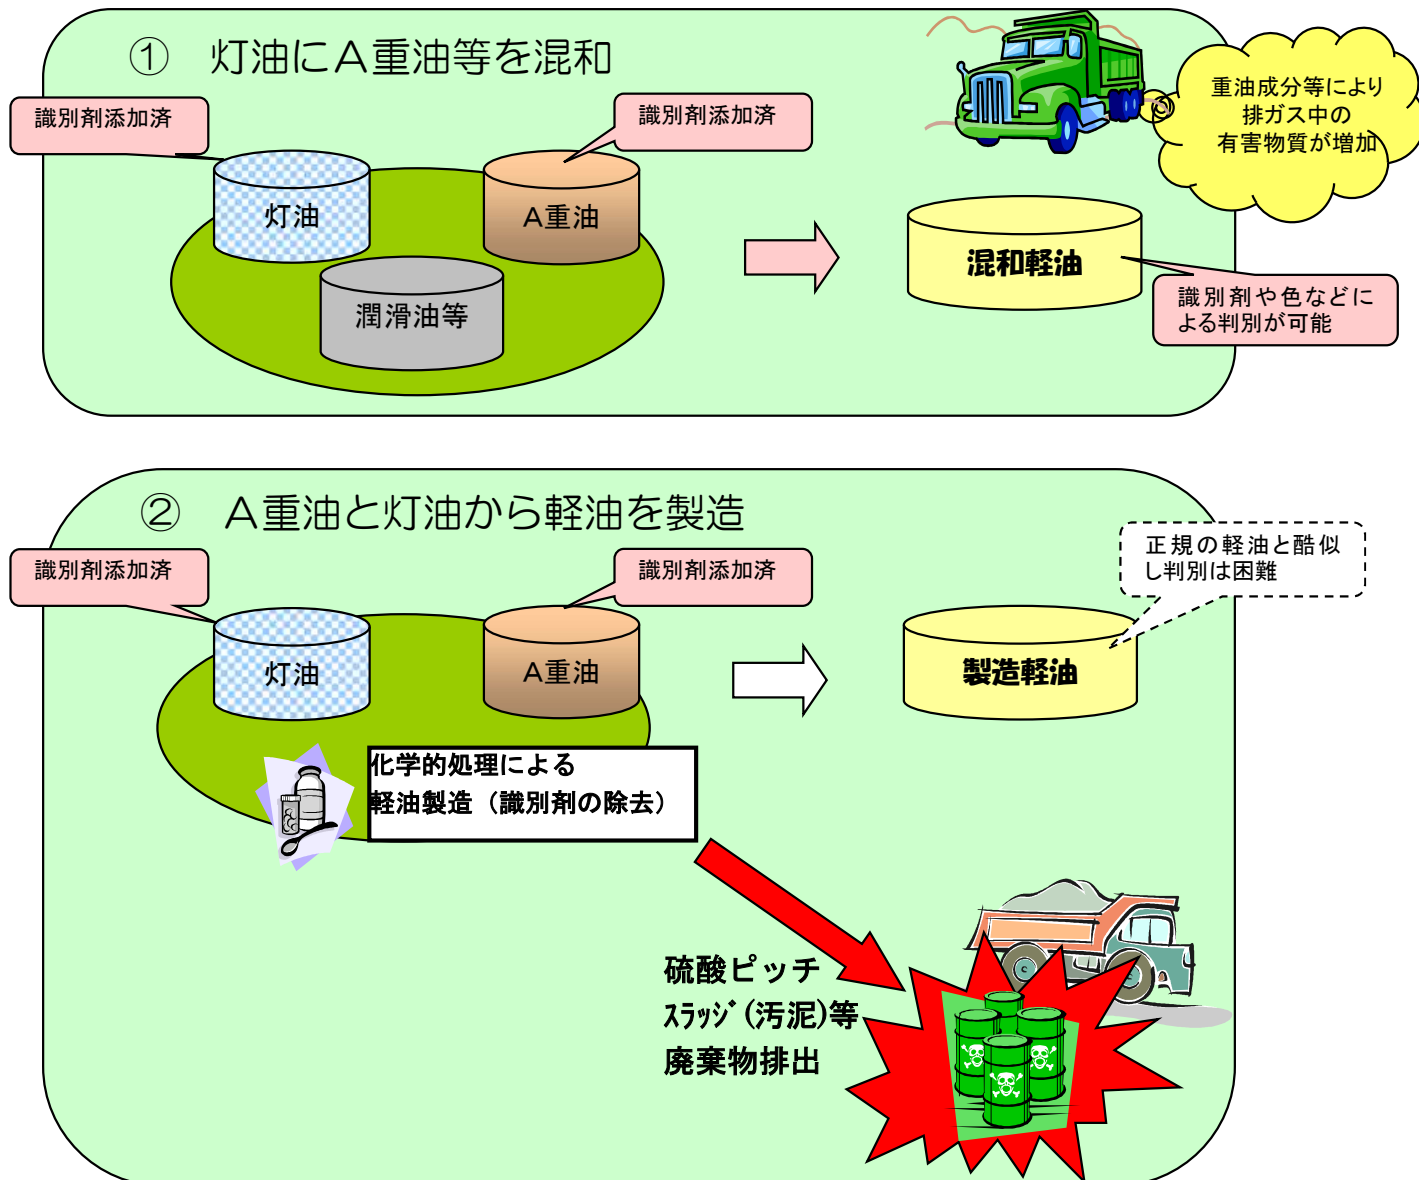 ①　灯油にＡ重油等を混和
識別剤添加済
識別剤添加済
重油成分等により
排ガス中の
有害物質が増加
灯油
Ａ重油
潤滑油等
混和軽油
識別剤や色などに
よる判別が可能
②　Ａ重油と灯油から軽油を製造
識別剤添加済
識別剤添加済
正規の軽油と酷似
し判別は困難
灯油
Ａ重油
製造軽油
化学的処理による
軽油製造（識別剤の除去）
硫酸ピッチ
ｽﾗｯｼﾞ(汚泥)等
廃棄物排出